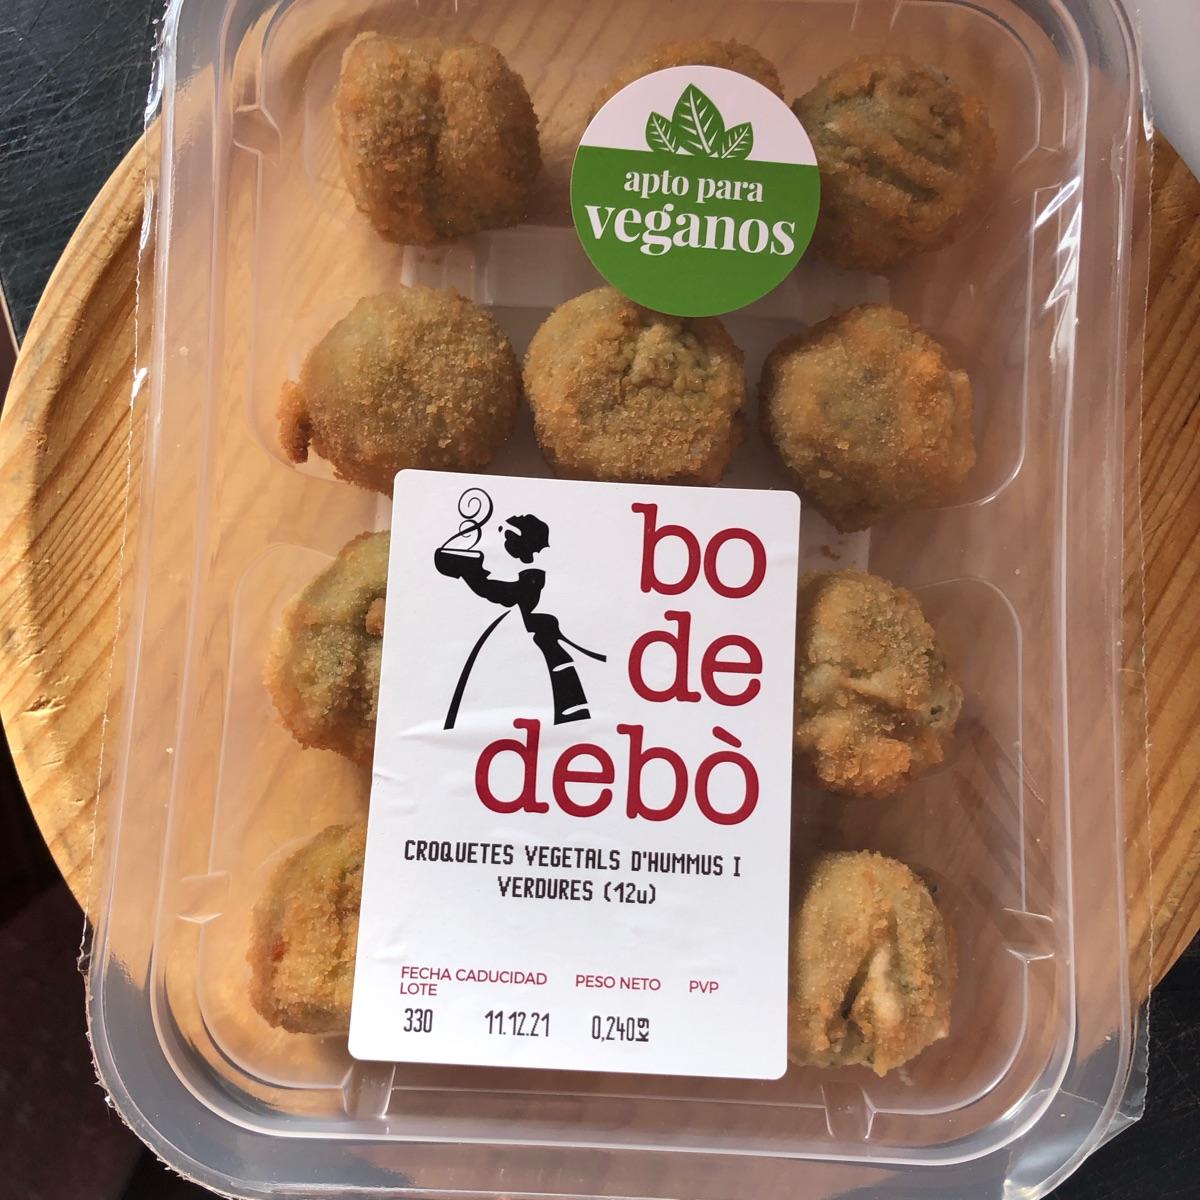 apto para
veganos
bo
de
debò
CROQUETES VEGETALS D'HUMMUS I
VERDURES (12u)
FECHA CADUCIDAD PESO NETO PVP
LOTE
330 11.12.21 0,240KG